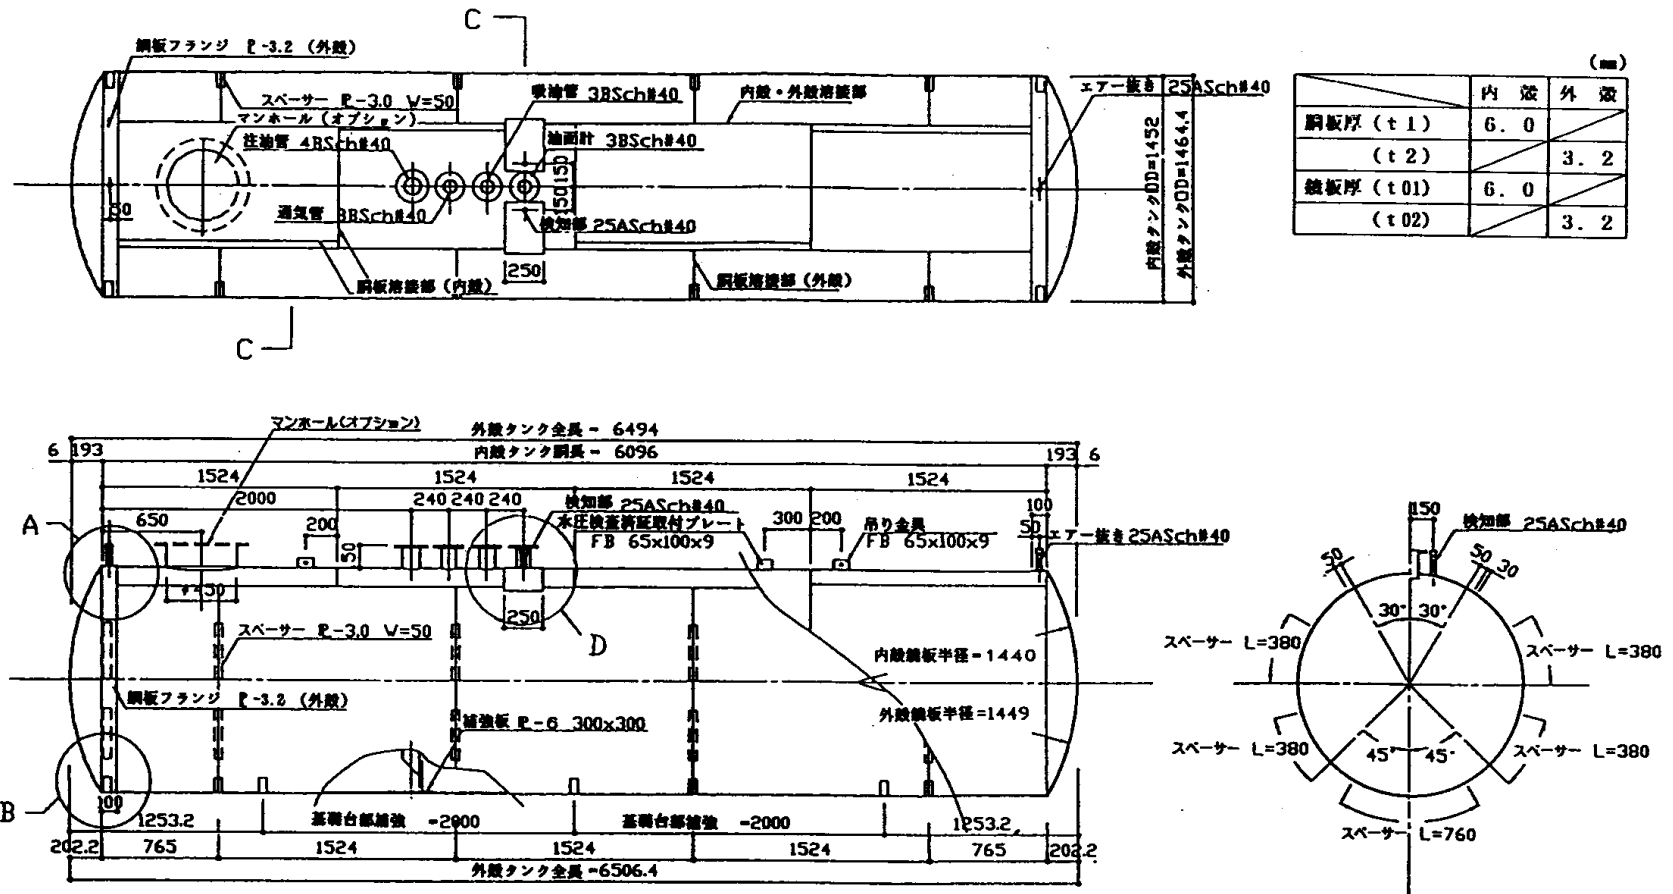 C
鋼板フランジ ℙ-3.2 (外殻)
スペーサー ℙ-3.0 W=50
マンホール (オプション)
注油管 4BSch#40
吸油管 3BSch#40
内殻・外殻溶接部
油面計 3BSch#40
エアー抜き 25ASch#40
150 150
50
通気管 3BSch#40
検知部 25ASch#40
250
胴板溶接部 (内殻)
胴板溶接部 (外殻)
内殻タンクOD=1452
外殻タンクOD=1464.4
C
(mm)
内 殻 外 殻
胴板厚 (t1) 6. 0
(t2) 3. 2
鏡板厚 (t01) 6. 0
(t02) 3. 2
マンホール(オプション)
外殻タンク全長 - 6494
6 193
内殻タンク胴長 - 6096
193 6
1524 1524 1524 1524
2000
240 240 240
検知部 25ASch#40
100
A
650
200
水圧検査済証取付プレート
FB 65x100x9
300 200
吊り金具
FB 65x100x9
50
エアー抜き 25ASch#40
150
φ450
250
D
スペーサー ℙ-3.0 W=50
内殻鏡板半径=1440
鋼板フランジ ℙ-3.2 (外殻)
補強板 ℙ-6 300x300
外殻鏡板半径=1449
B
100
1253.2
基礎台部補強 =2000
基礎台部補強 =2000
1253.2
202.2 765 1524 1524 1524 765 202.2
外殻タンク全長 =6506.4
150
検知部 25ASch#40
50
50 30
30° 30°
スペーサー L=380
スペーサー L=380
スペーサー L=380
45° 45°
スペーサー L=380
スペーサー L=760